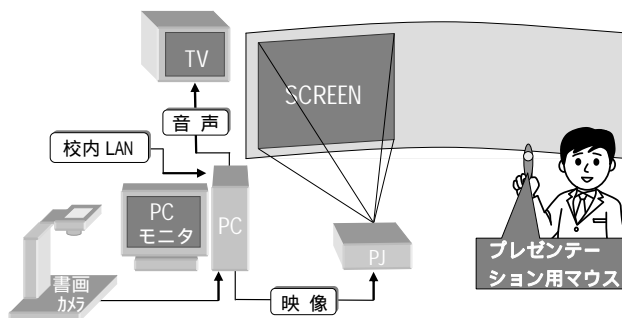 TV
SCREEN
音声
校内 LAN
PC
モニタ
PC
書画
カメラ
映像
PJ
プレゼンテー
ション用マウス